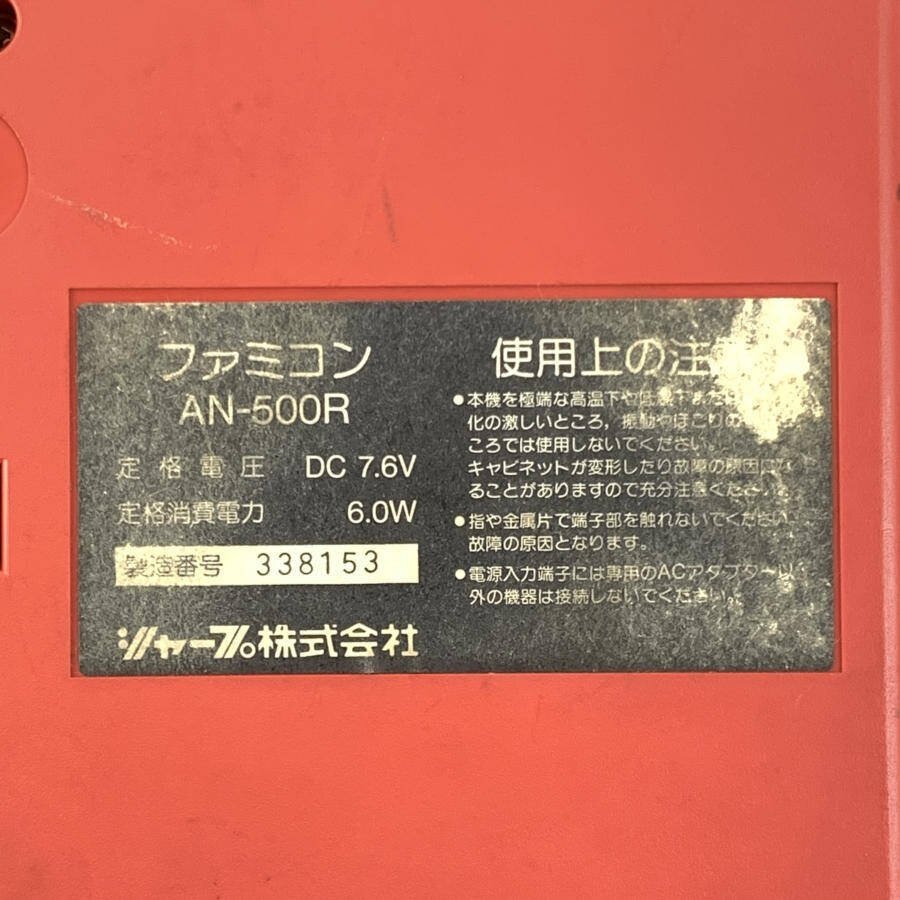 ファミコン
AN-500R
定格電圧 DC 7.6V
定格消費電力 6.0W
製造番号 338153
シャープ株式会社
使用上の注
●本機を極端な高温下や低温下または
化の激しいところ，振動やほこりの
ころでは使用しないでください。
キャビネットが変形したり故障の原因にな
ることがありますので充分注意ください。
●指や金属片で端子部を触れないでください
故障の原因となります。
●電源入力端子には専用のACアダプター以
外の機器は接続しないでください。